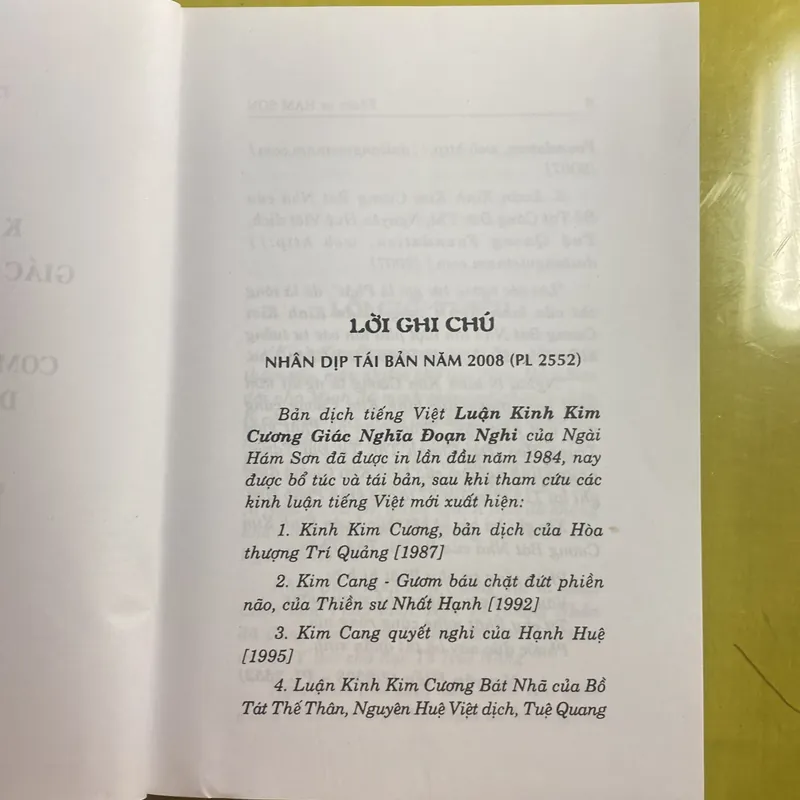 LỜI GHI CHÚ
NHÂN DỊP TÁI BẢN NĂM 2008 (PL 2552)
Bản dịch tiếng Việt Luận Kinh Kim
Cương Giác Nghĩa Đoạn Nghi của Ngài
Hám Sơn đã được in lần đầu năm 1984, nay
được bổ túc và tái bản, sau khi tham cứu các
kinh luận tiếng Việt mới xuất hiện:
1. Kinh Kim Cương, bản dịch của Hòa
thượng Trí Quảng [1987]
2. Kim Cang - Gươm báu chặt đứt phiền
não, của Thiền sư Nhất Hạnh [1992]
3. Kim Cang quyết nghi của Hạnh Huệ
[1995]
4. Luận Kinh Kim Cương Bát Nhã của Bồ
Tát Thế Thân, Nguyên Huệ Việt dịch, Tuệ Quang